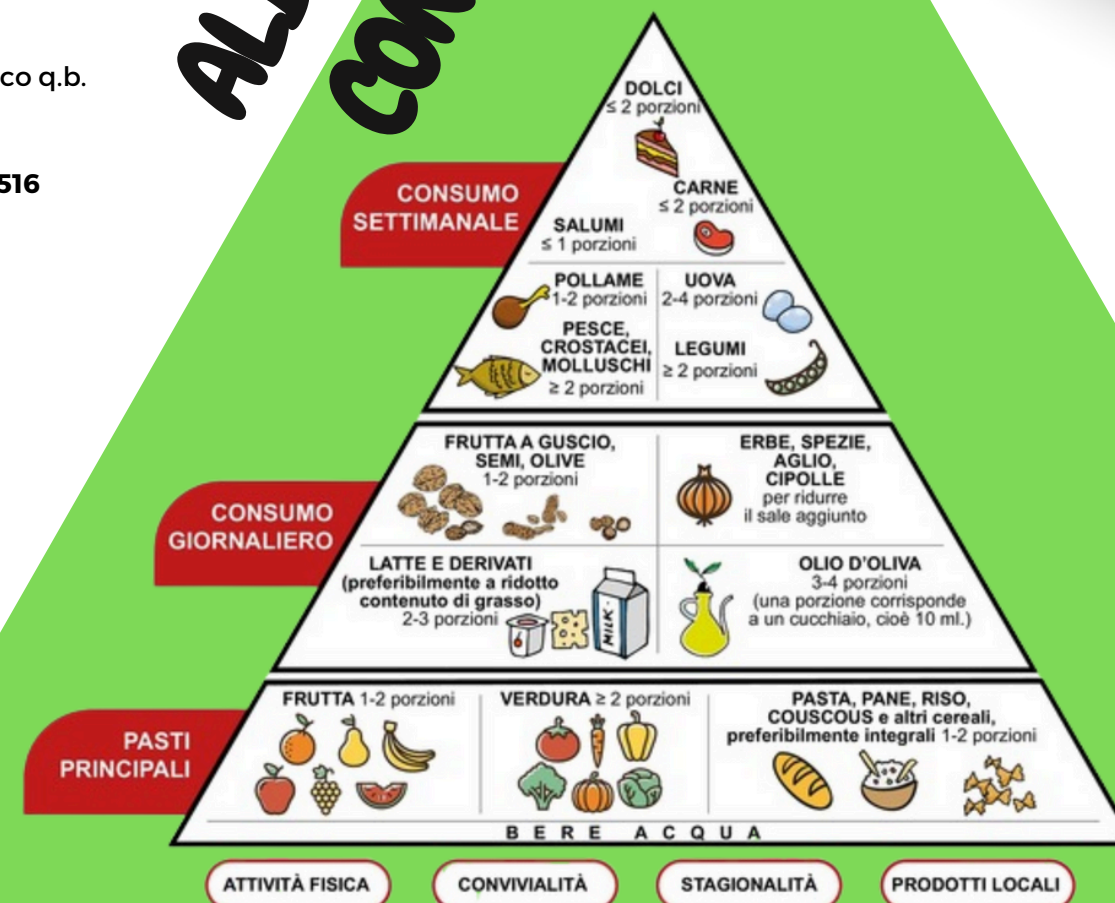 co q.b.
516
AL
CON
DOLCI
≤ 2 porzioni
CARNE
≤ 2 porzioni
SALUMI
≤ 1 porzioni
CONSUMO
SETTIMANALE
POLLAME
1-2 porzioni
UOVA
2-4 porzioni
PESCE,
CROSTACEI,
MOLLUSCHI
≥ 2 porzioni
LEGUMI
≥ 2 porzioni
CONSUMO
GIORNALIERO
FRUTTA A GUSCIO,
SEMI, OLIVE
1-2 porzioni
ERBE, SPEZIE,
AGLIO,
CIPOLLE
per ridurre
il sale aggiunto
LATTE E DERIVATI
(preferibilmente a ridotto
contenuto di grasso)
2-3 porzioni
MILK
OLIO D'OLIVA
3-4 porzioni
(una porzione corrisponde
a un cucchiaio, cioè 10 ml.)
PASTI
PRINCIPALI
FRUTTA 1-2 porzioni
VERDURA ≥ 2 porzioni
PASTA, PANE, RISO,
COUSCOUS e altri cereali,
preferibilmente integrali 1-2 porzioni
BERE ACQUA
ATTIVITÀ FISICA
CONVIVIALITÀ
STAGIONALITÀ
PRODOTTI LOCALI